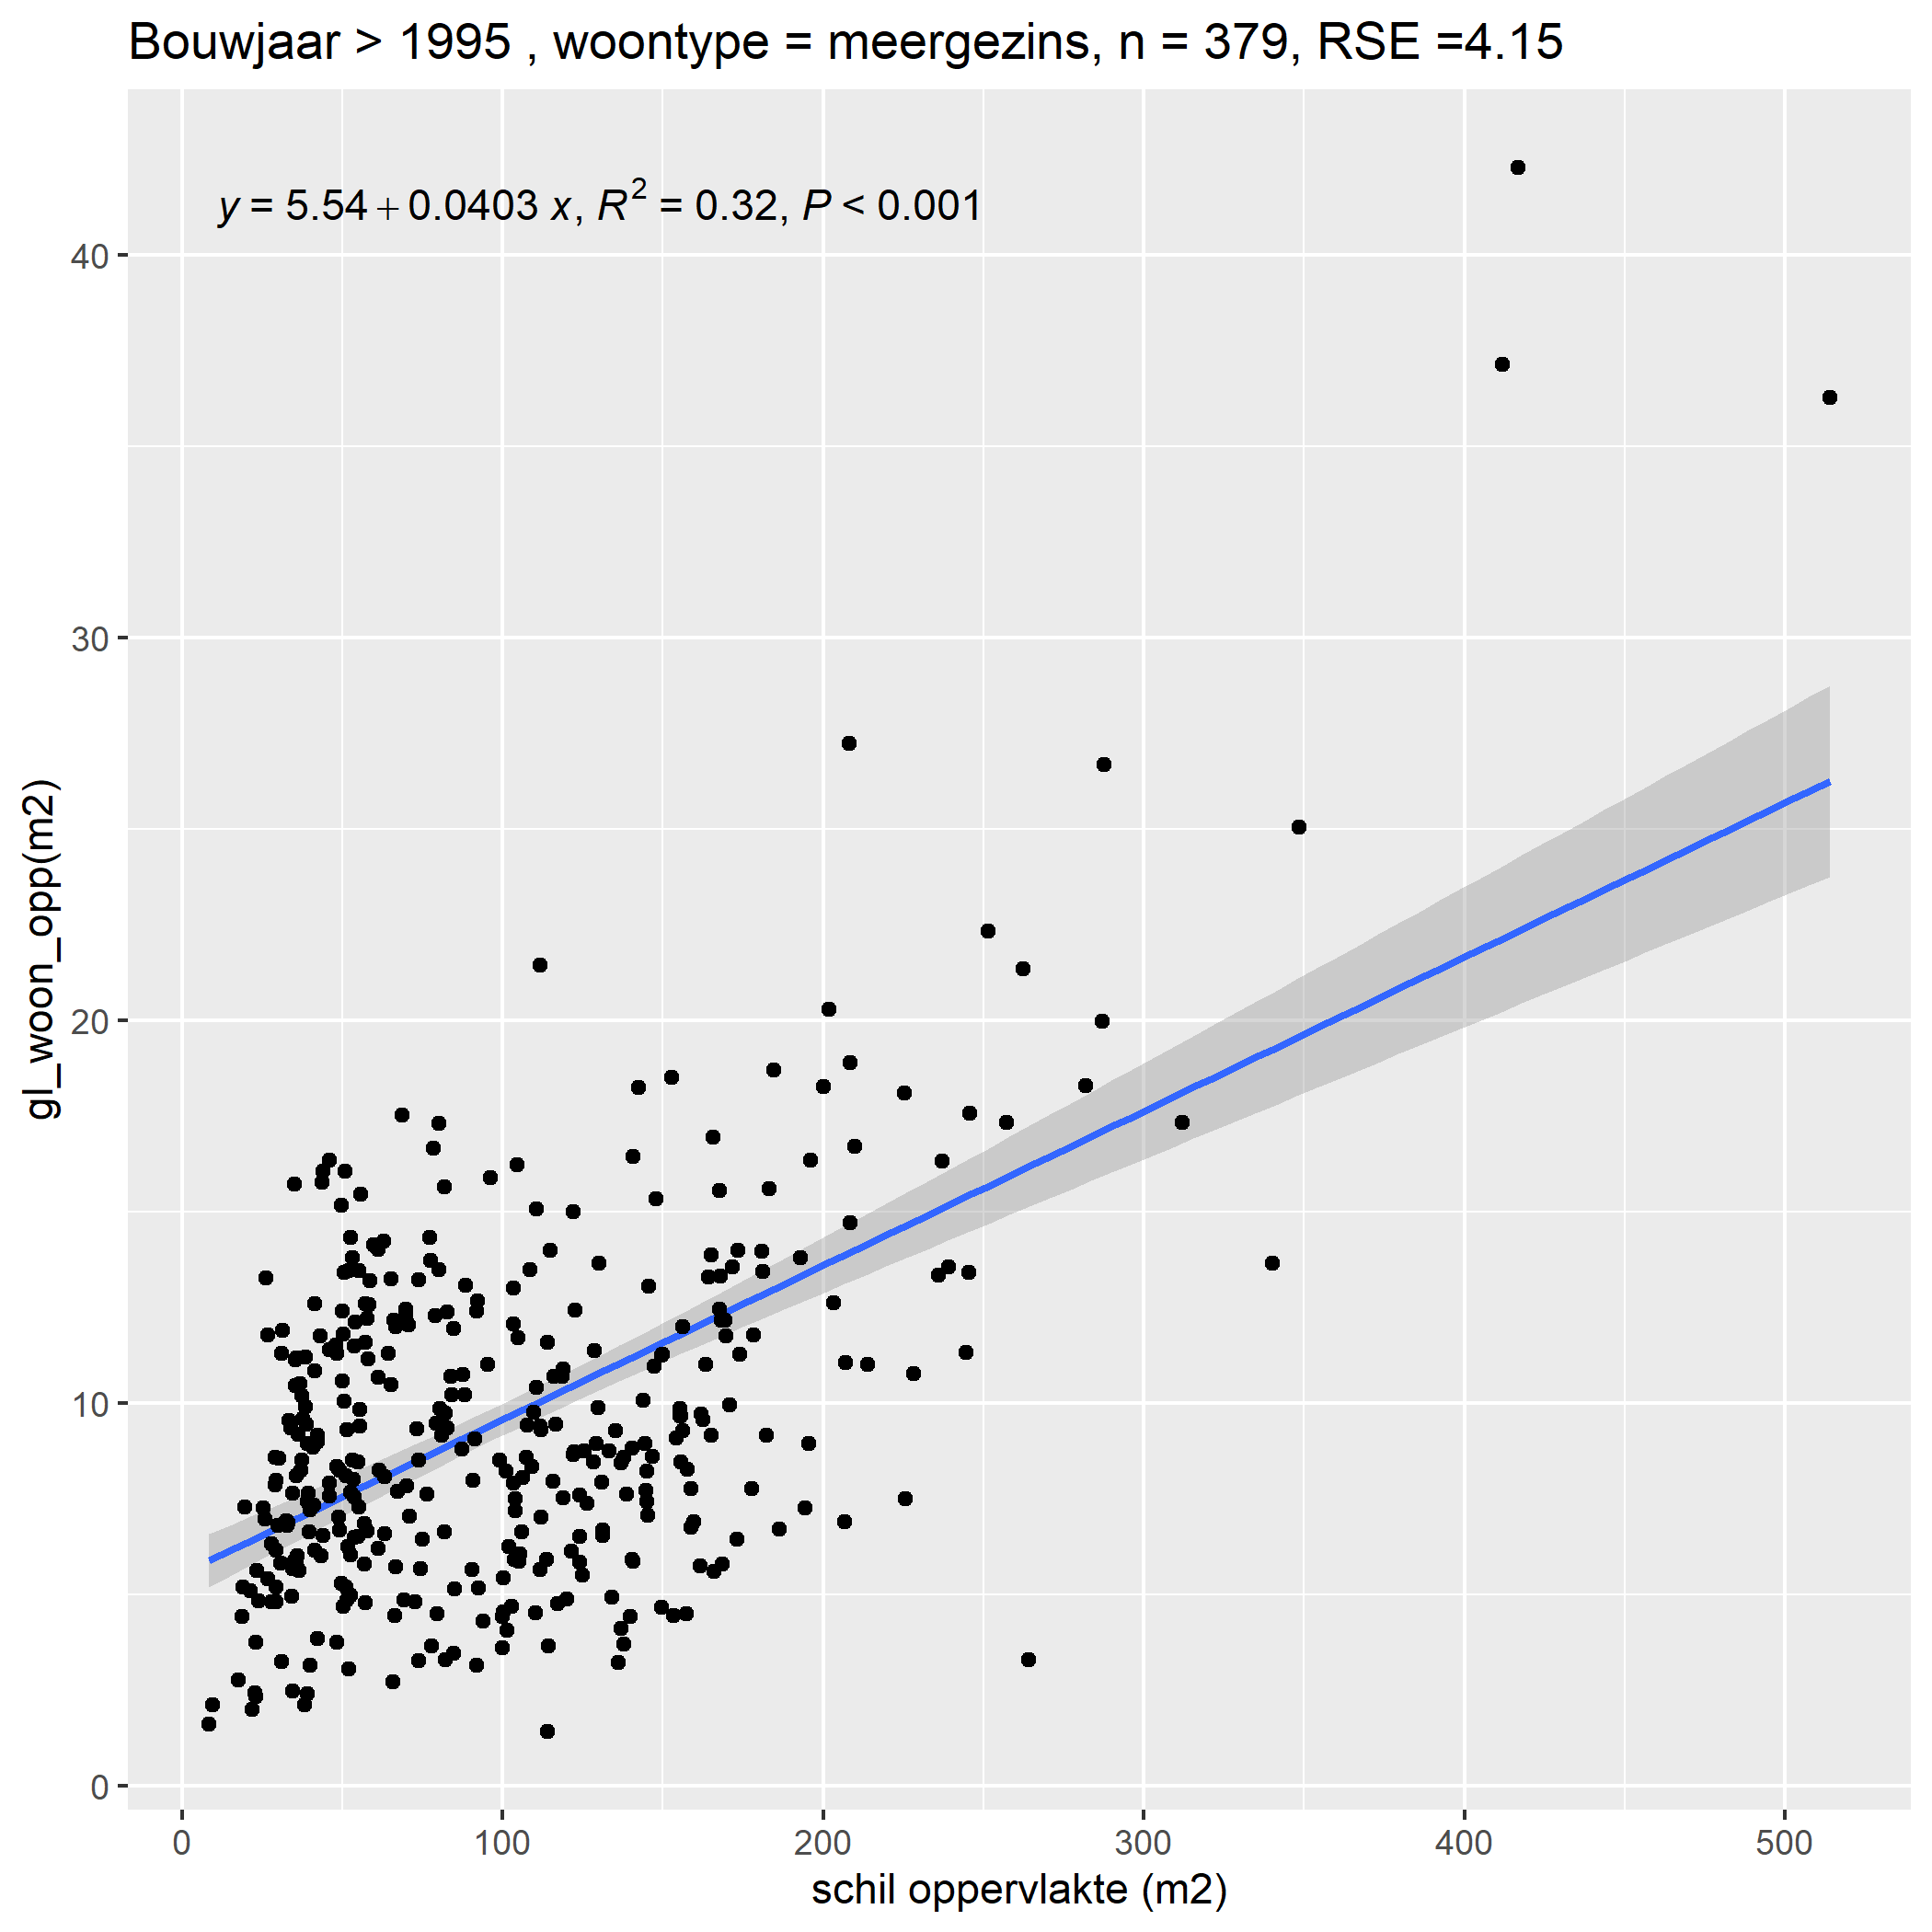 Bouwjaar > 1995 , woontype = meergezins, n = 379, RSE =4.15
y = 5.54 + 0.0403 x, R² = 0.32, P < 0.001
40
30
20
10
0
gl_woon_opp(m2)
0 100 200 300 400 500
schil oppervlakte (m2)